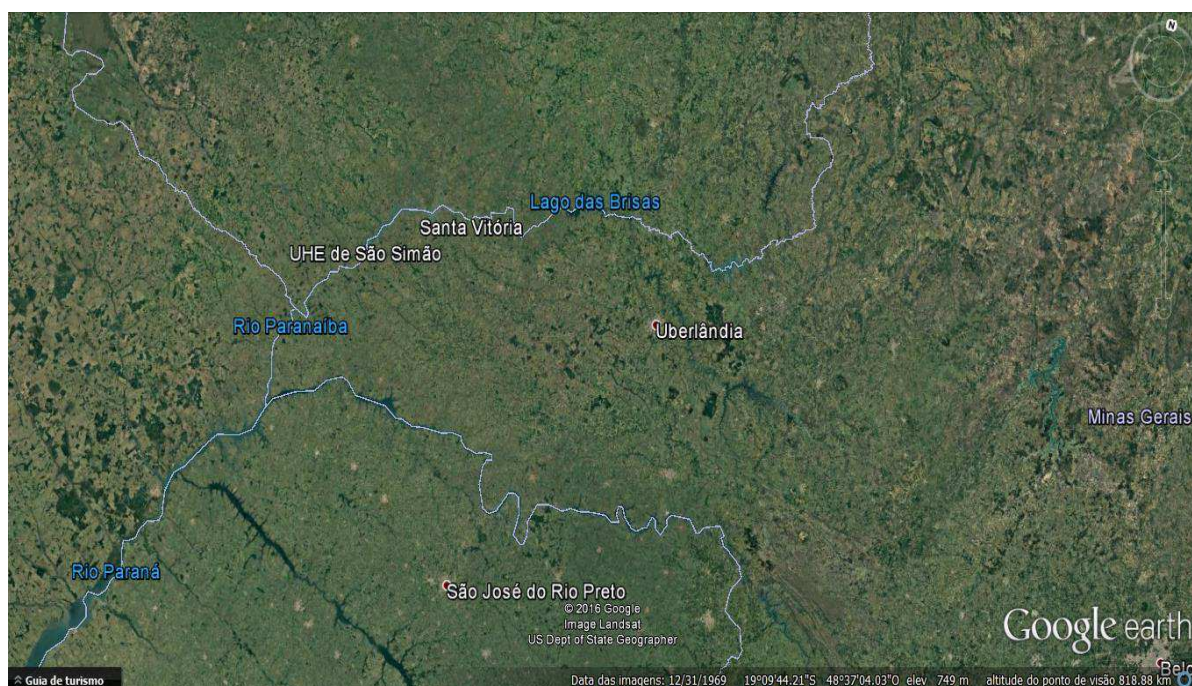 N
Lago das Brisas
Santa Vitória
UHE de São Simão
Rio Paranaíba
Uberlândia
Minas Gerais
Rio Paraná
São José do Rio Preto
© 2016 Google
Image Landsat
US Dept of State Geographer
Google earth
Belo
Guia de turismo
Data das imagens: 12/31/1969 19°09'44.21"S 48°37'04.03"O elev 749 m altitude do ponto de visão 818.88 km